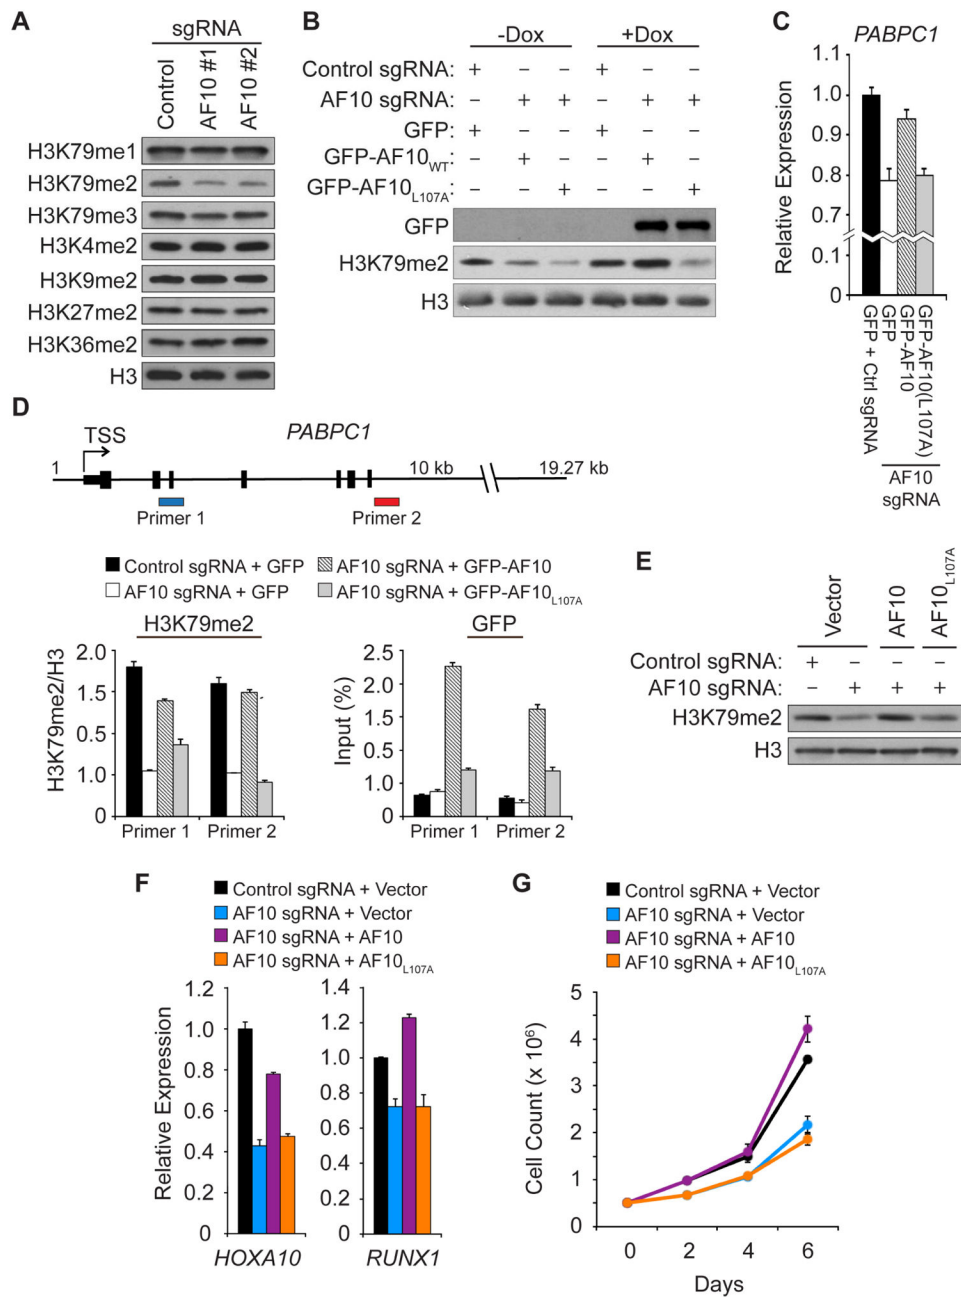 A
sgRNA
Control
AF10 #1
AF10 #2
H3K79me1
H3K79me2
H3K79me3
H3K4me2
H3K9me2
H3K27me2
H3K36me2
H3
B
-Dox
+Dox
Control sgRNA: + – – + – –
AF10 sgRNA: – + + – + +
GFP: + – – + – –
GFP-AF10WT: – + – – + –
GFP-AF10L107A: – – + – – +
GFP
H3K79me2
H3
C
PABPC1
Relative Expression
1.1
1.0
0.9
0.8
0.7
0.1
0
GFP + Ctrl sgRNA
GFP
GFP-AF10
GFP-AF10(L107A)
AF10
sgRNA
D
TSS
PABPC1
1
10 kb
19.27 kb
Primer 1
Primer 2
Control sgRNA + GFP
AF10 sgRNA + GFP-AF10
AF10 sgRNA + GFP
AF10 sgRNA + GFP-AF10L107A
H3K79me2
H3K79me2/H3
2.0
1.5
0.5
1.0
0
Primer 1
Primer 2
GFP
Input (%)
2.5
2.0
1.5
0.5
1.0
0
Primer 1
Primer 2
E
Vector
AF10
AF10L107A
Control sgRNA: + – – –
AF10 sgRNA: – + + +
H3K79me2
H3
F
Control sgRNA + Vector
AF10 sgRNA + Vector
AF10 sgRNA + AF10
AF10 sgRNA + AF10L107A
Relative Expression
1.2
1.0
0.8
0.6
0.4
0.2
0
HOXA10
1.4
1.2
1.0
0.8
0.6
0.4
0.2
0
RUNX1
G
Control sgRNA + Vector
AF10 sgRNA + Vector
AF10 sgRNA + AF10
AF10 sgRNA + AF10L107A
Cell Count (x 10⁶)
5
4
3
2
1
0
0
2
4
6
Days